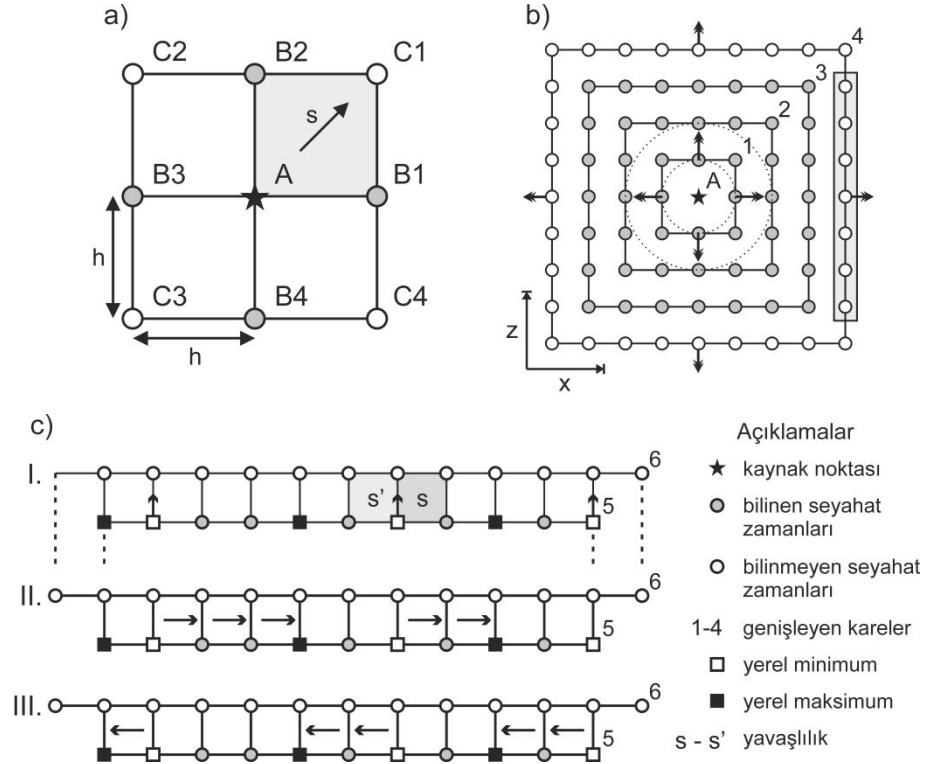 a)
C2 B2 C1
s
B3 A B1
h
C3 B4 C4
h
b)
4
3
2
1
A
z
x
c)
I.
6
s' s
5
II.
6
5
III.
6
5
Açıklamalar
kaynak noktası
bilinen seyahat
zamanları
bilinmeyen seyahat
zamanları
1-4 genişleyen kareler
yerel minimum
yerel maksimum
s - s' yavaşlılık